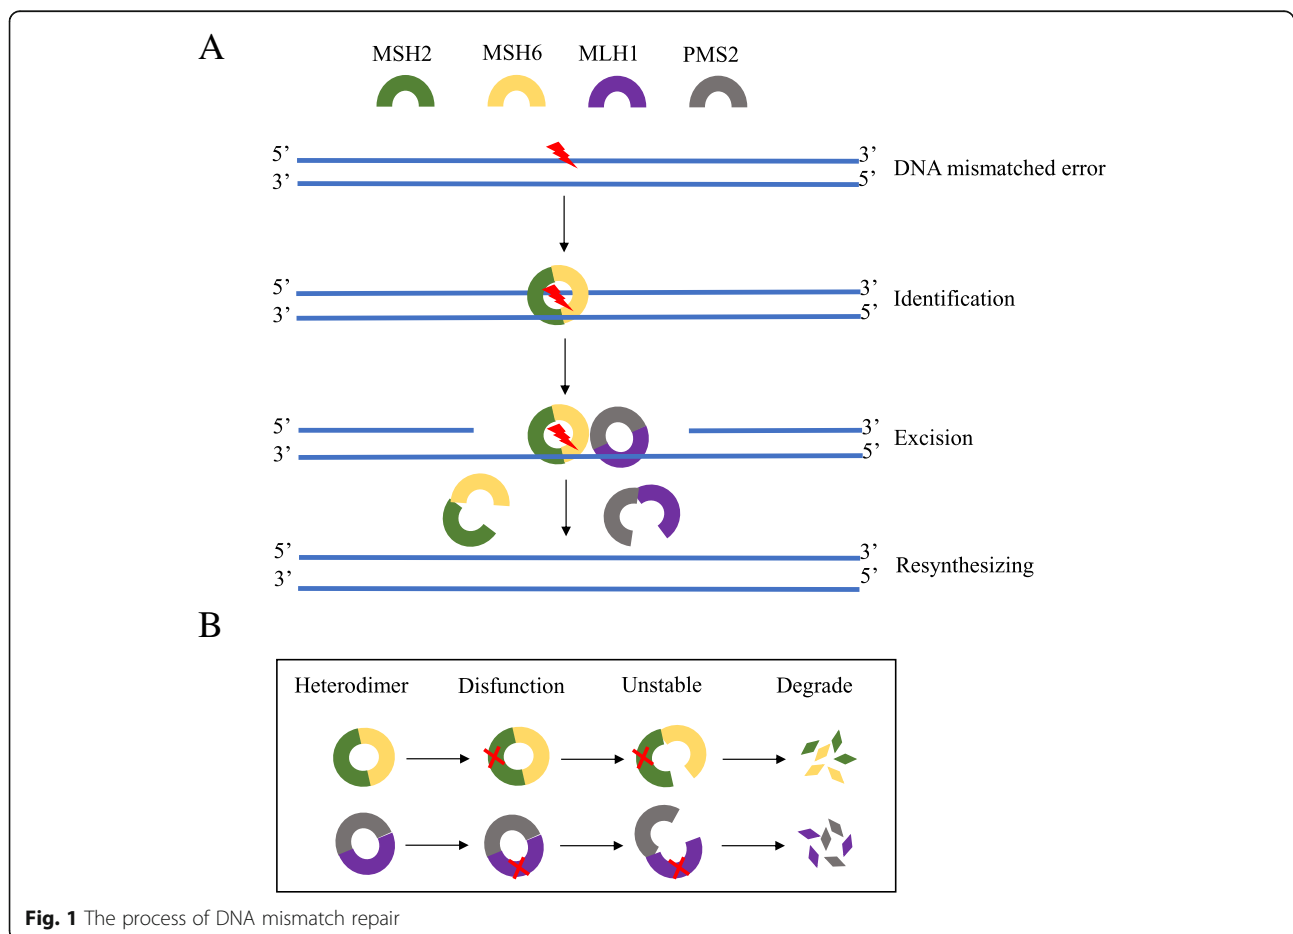 A
MSH2 MSH6 MLH1 PMS2
5’ 3’
3’ 5’
DNA mismatched error
5’ 3’
3’ 5’
Identification
5’ 3’
3’ 5’
Excision
5’ 3’
3’ 5’
Resynthesizing
B
Heterodimer Disfunction Unstable Degrade
Fig. 1 The process of DNA mismatch repair